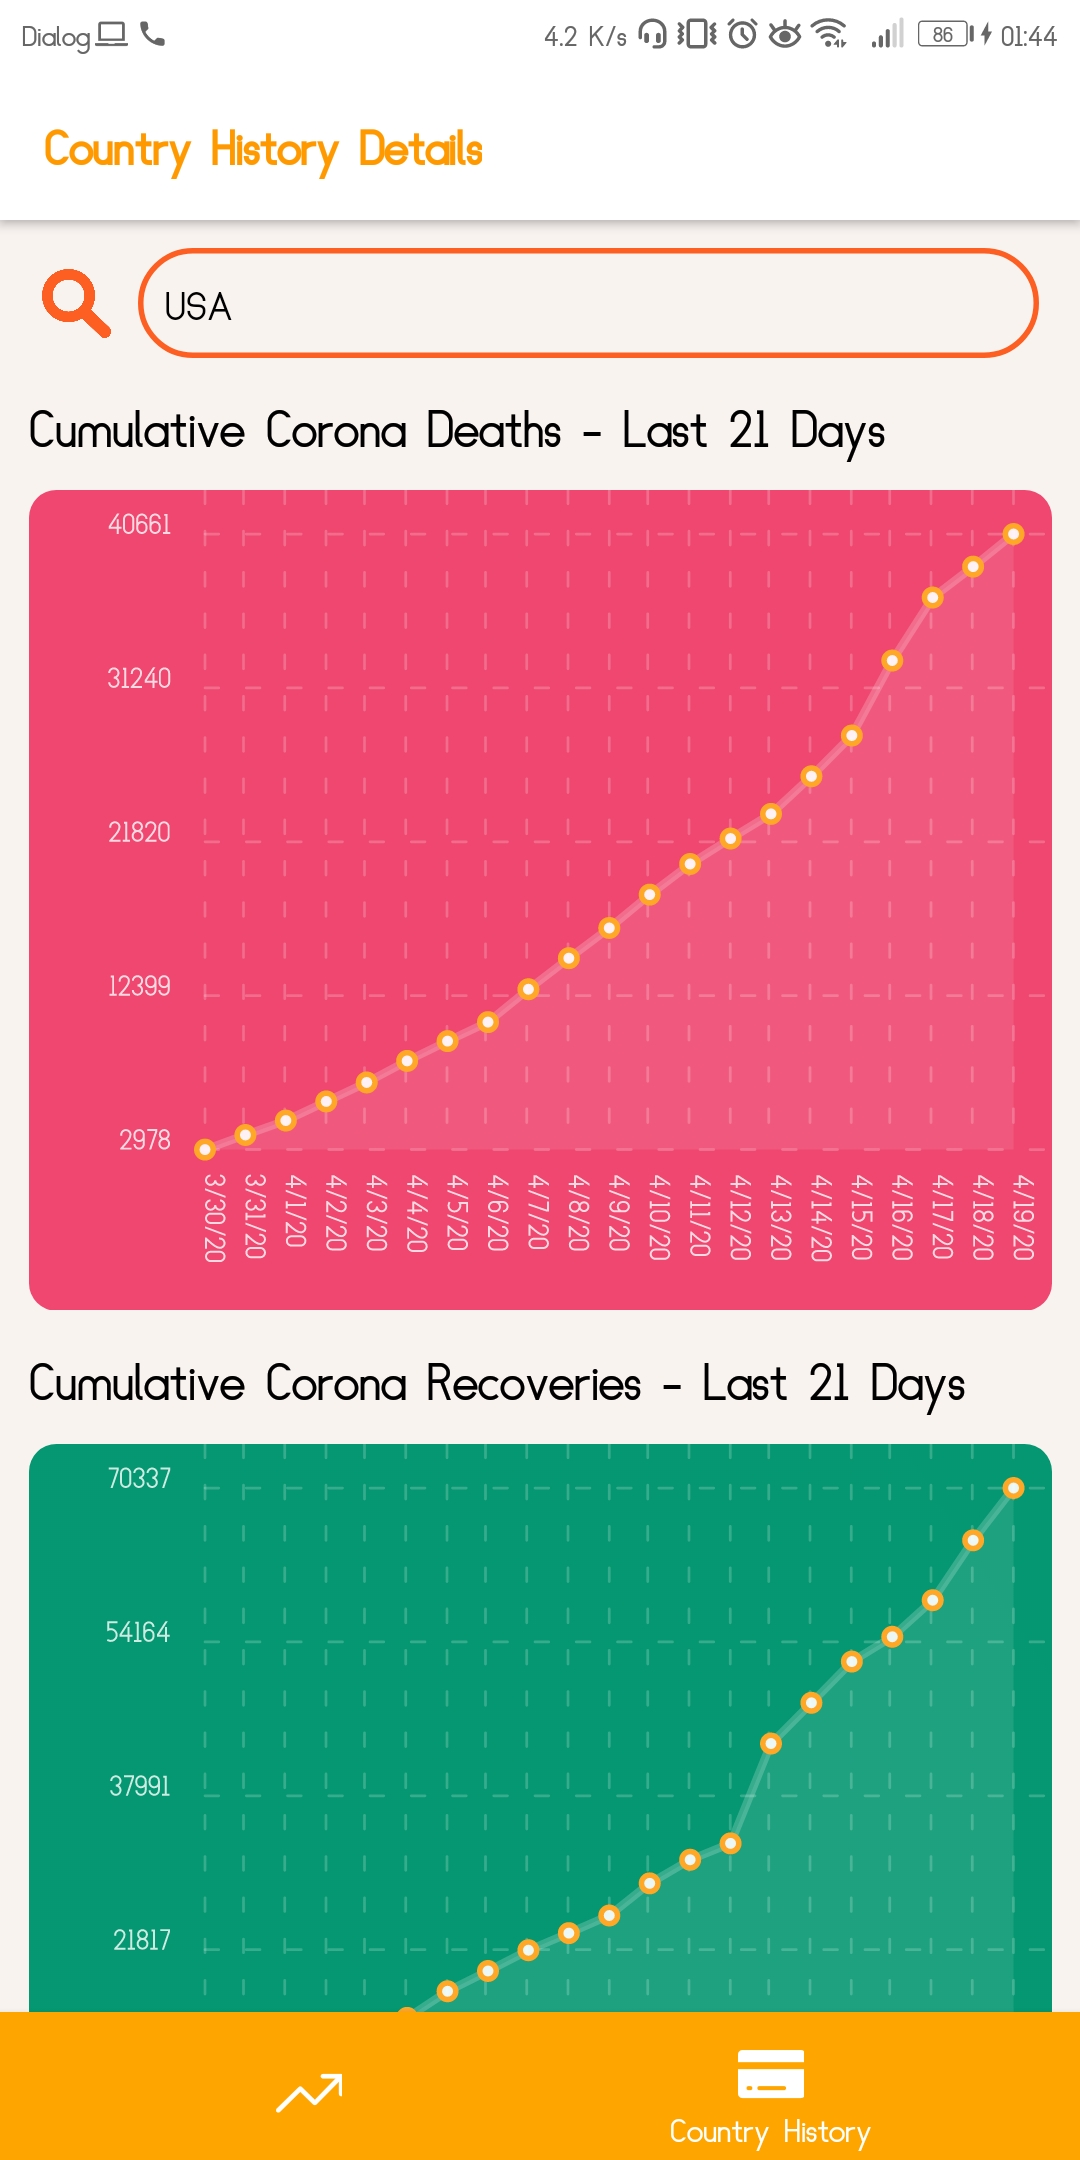 Dialog 4.2 K/s 86 01:44
Country History Details
USA
Cumulative Corona Deaths - Last 21 Days
40661
31240
21820
12399
2978
3/30/20 3/31/20 4/1/20 4/2/20 4/3/20 4/4/20 4/5/20 4/6/20 4/7/20 4/8/20 4/9/20 4/10/20 4/11/20 4/12/20 4/13/20 4/14/20 4/15/20 4/16/20 4/17/20 4/18/20 4/19/20
Cumulative Corona Recoveries - Last 21 Days
70337
54164
37991
21817
Country History